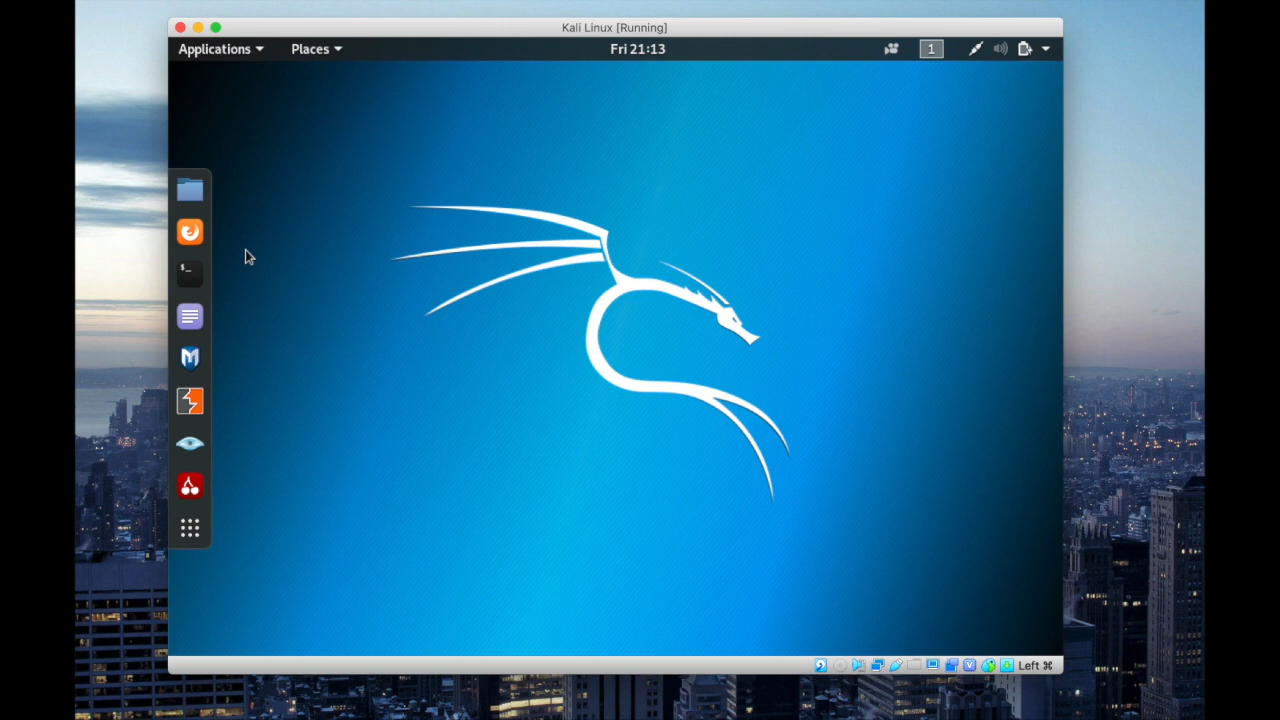 Kali Linux [Running]
Applications Places Fri 21:13 1
$_
Left ⌘